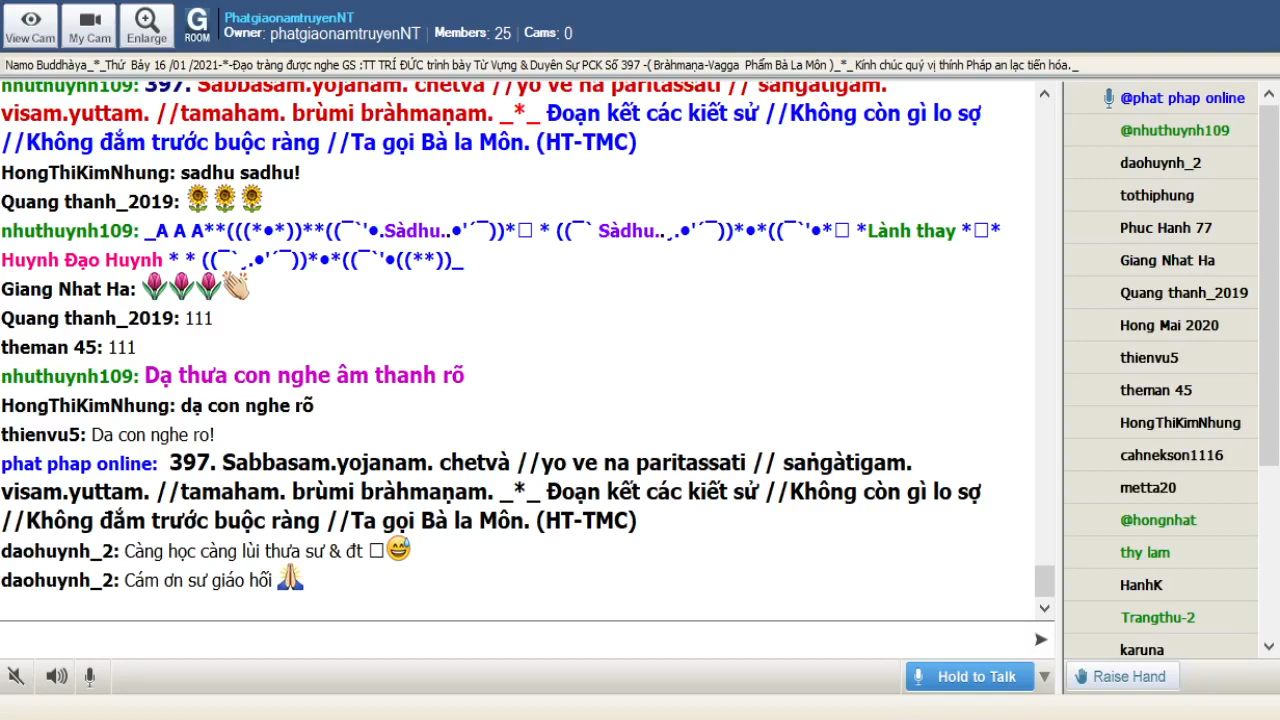 View Cam
My Cam
Enlarge
G
ROOM
PhatgiaonamtruyenNT
Owner: phatgiaonamtruyenNT | Members: 25 | Cams: 0
Namo Buddhàya_*_Thứ Bảy 16 /01 /2021-*-Đạo tràng được nghe GS :TT TRÍ ĐỨC trình bày Từ Vựng & Duyên Sự PCK Số 397 -( Bràhmaṇa-Vagga Phẩm Bà La Môn )_*_ Kính chúc quý vị thính Pháp an lạc tiến hóa._
nhuthuynh109: 397. Sabbasam.yojanam. chetvà //yo ve na paritassati // saṅgàtigam.
visam.yuttam. //tamaham. brùmi bràhmaṇam. _*_ Đoạn kết các kiết sử //Không còn gì lo sợ
//Không đắm trước buộc ràng //Ta gọi Bà la Môn. (HT-TMC)
HongThiKimNhung: sadhu sadhu!
Quang thanh_2019:
nhuthuynh109: _A A A**(((*●*))**((¯`'●.Sàdhu..●'´¯))*□ * ((¯` Sàdhu..¸.●'´¯))*●*((¯`'●*□ *Lành thay *□*
Huynh Đạo Huynh * * ((¯`¸.●'´¯))*●*((¯`'●((**))_
Giang Nhat Ha:
Quang thanh_2019: 111
theman 45: 111
nhuthuynh109: Dạ thưa con nghe âm thanh rõ
HongThiKimNhung: dạ con nghe rõ
thienvu5: Da con nghe ro!
phat phap online: 397. Sabbasam.yojanam. chetvà //yo ve na paritassati // saṅgàtigam.
visam.yuttam. //tamaham. brùmi bràhmaṇam. _*_ Đoạn kết các kiết sử //Không còn gì lo sợ
//Không đắm trước buộc ràng //Ta gọi Bà la Môn. (HT-TMC)
daohuynh_2: Càng học càng lùi thưa sư & đt □
daohuynh_2: Cám ơn sư giáo hối
@phat phap online
@nhuthuynh109
daohuynh_2
tothiphung
Phuc Hanh 77
Giang Nhat Ha
Quang thanh_2019
Hong Mai 2020
thienvu5
theman 45
HongThiKimNhung
cahnekson1116
metta20
@hongnhat
thy lam
HanhK
Trangthu-2
karuna
Hold to Talk
Raise Hand